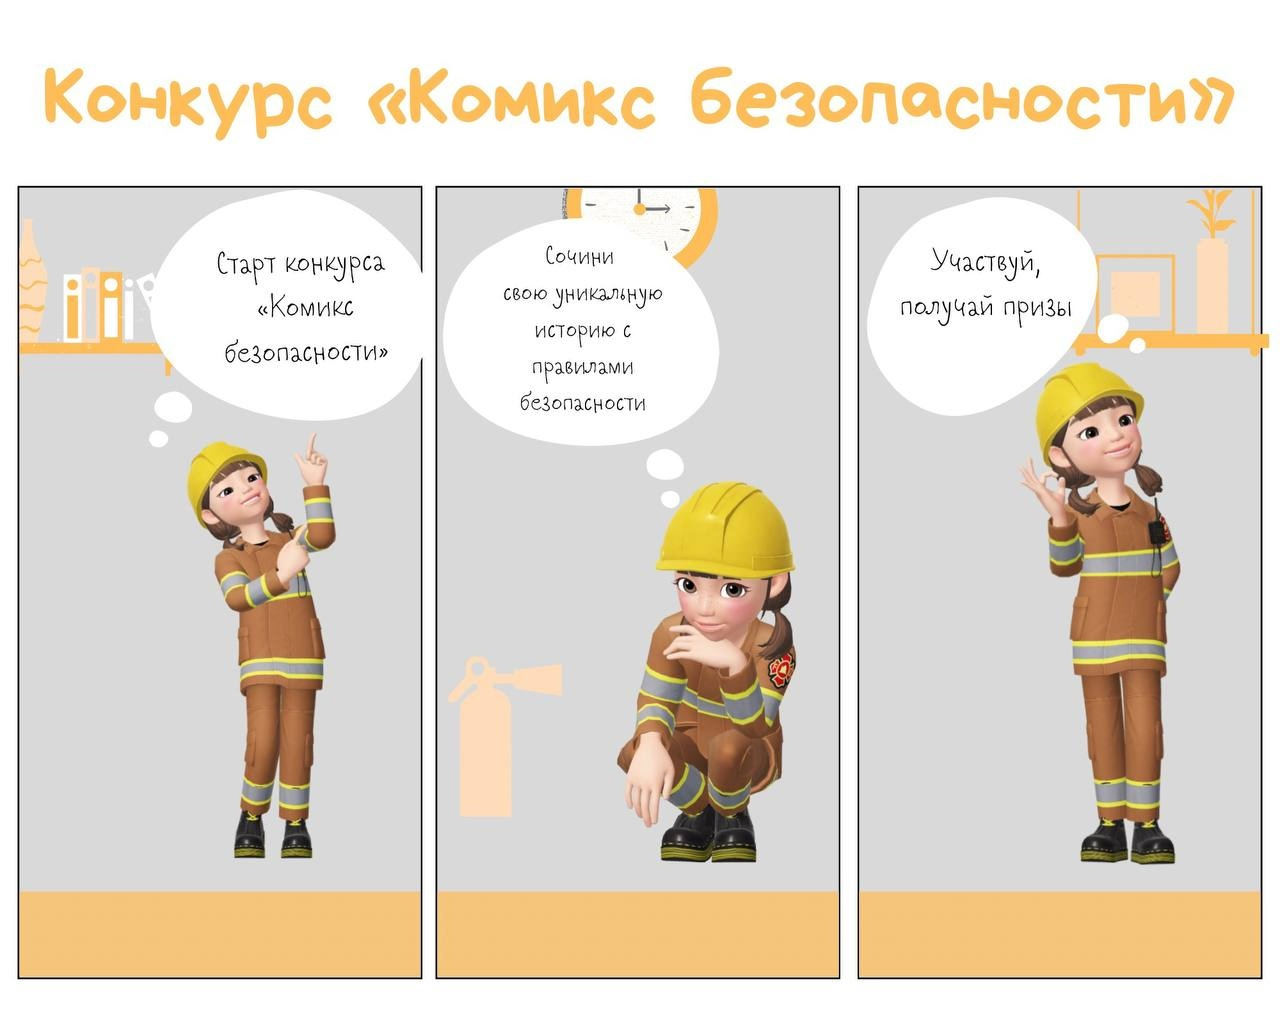 Конкурс «Комикс безопасности»
Старт конкурса
«Комикс
безопасности»
Сочини
свою уникальную
историю с
правилами
безопасности
Участвуй,
получай призы